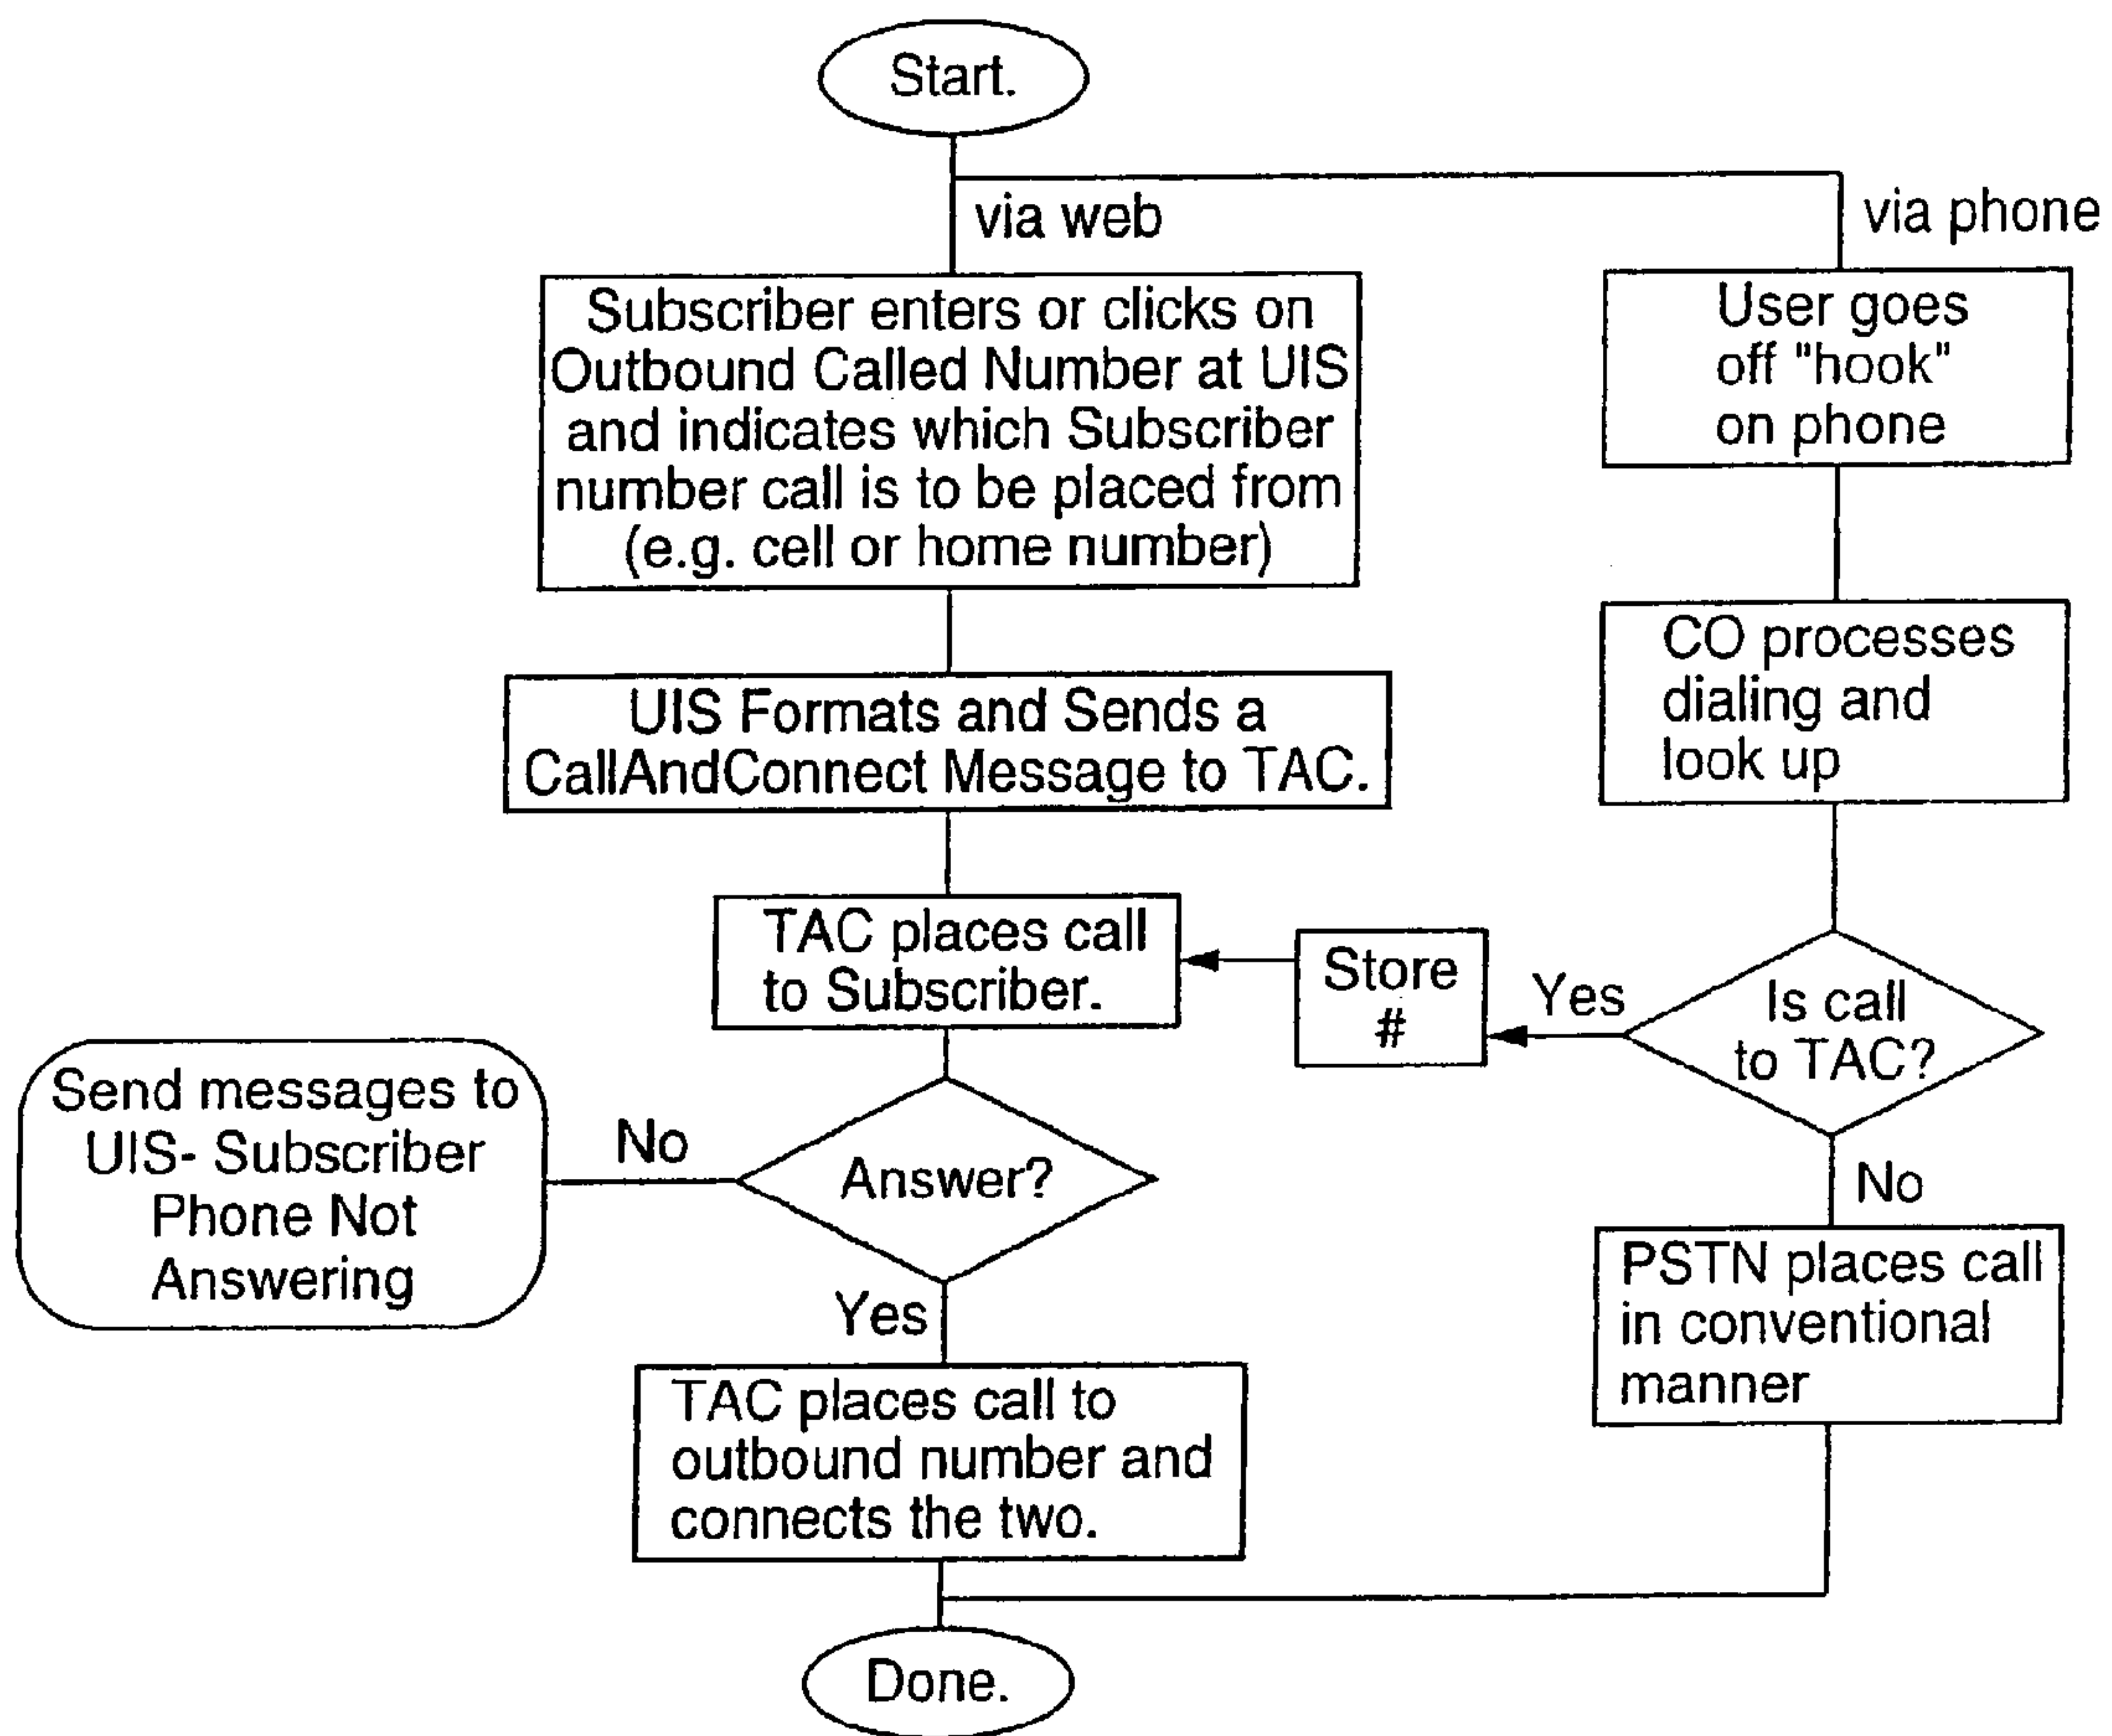 Start.
via web
via phone
Subscriber enters or clicks on
Outbound Called Number at UIS
and indicates which Subscriber
number call is to be placed from
(e.g. cell or home number)
User goes
off "hook"
on phone
UIS Formats and Sends a
CallAndConnect Message to TAC.
CO processes
dialing and
look up
TAC places call
to Subscriber.
Store
#
Yes
Is call
to TAC?
Send messages to
UIS- Subscriber
Phone Not
Answering
No
Answer?
No
Yes
PSTN places call
in conventional
manner
TAC places call to
outbound number and
connects the two.
Done.